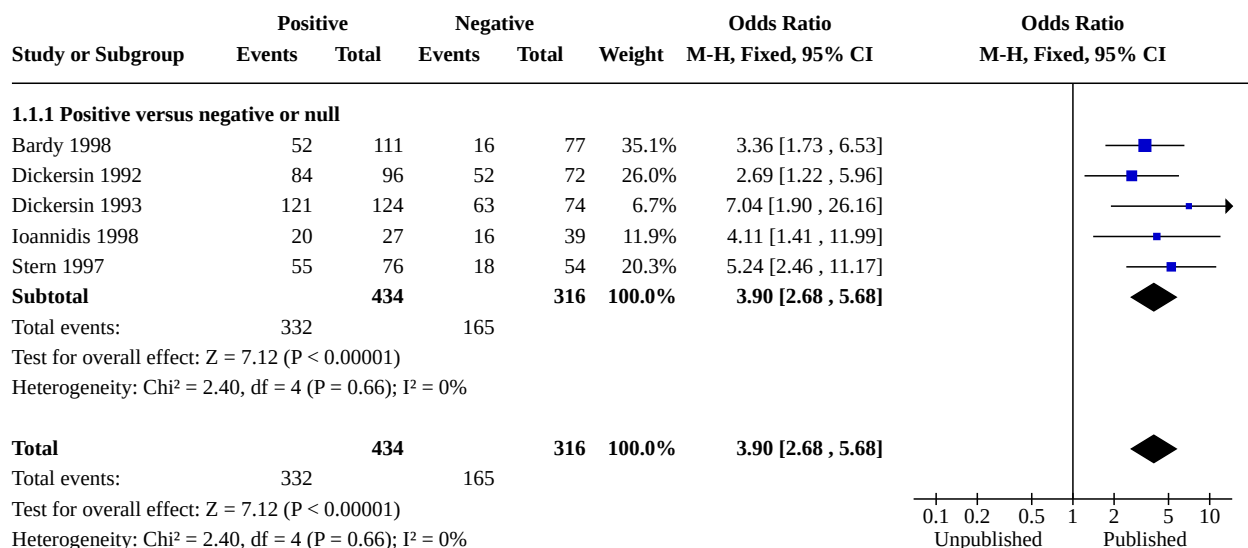 Positive Negative Odds Ratio Odds Ratio
Study or Subgroup Events Total Events Total Weight M-H, Fixed, 95% CI M-H, Fixed, 95% CI
1.1.1 Positive versus negative or null
Bardy 1998 52 111 16 77 35.1% 3.36 [1.73 , 6.53]
Dickersin 1992 84 96 52 72 26.0% 2.69 [1.22 , 5.96]
Dickersin 1993 121 124 63 74 6.7% 7.04 [1.90 , 26.16]
Ioannidis 1998 20 27 16 39 11.9% 4.11 [1.41 , 11.99]
Stern 1997 55 76 18 54 20.3% 5.24 [2.46 , 11.17]
Subtotal 434 316 100.0% 3.90 [2.68 , 5.68]
Total events: 332 165
Test for overall effect: Z = 7.12 (P < 0.00001)
Heterogeneity: Chi² = 2.40, df = 4 (P = 0.66); I² = 0%
Total 434 316 100.0% 3.90 [2.68 , 5.68]
Total events: 332 165
Test for overall effect: Z = 7.12 (P < 0.00001)
0.1 0.2 0.5 1 2 5 10
Heterogeneity: Chi² = 2.40, df = 4 (P = 0.66); I² = 0% Unpublished Published